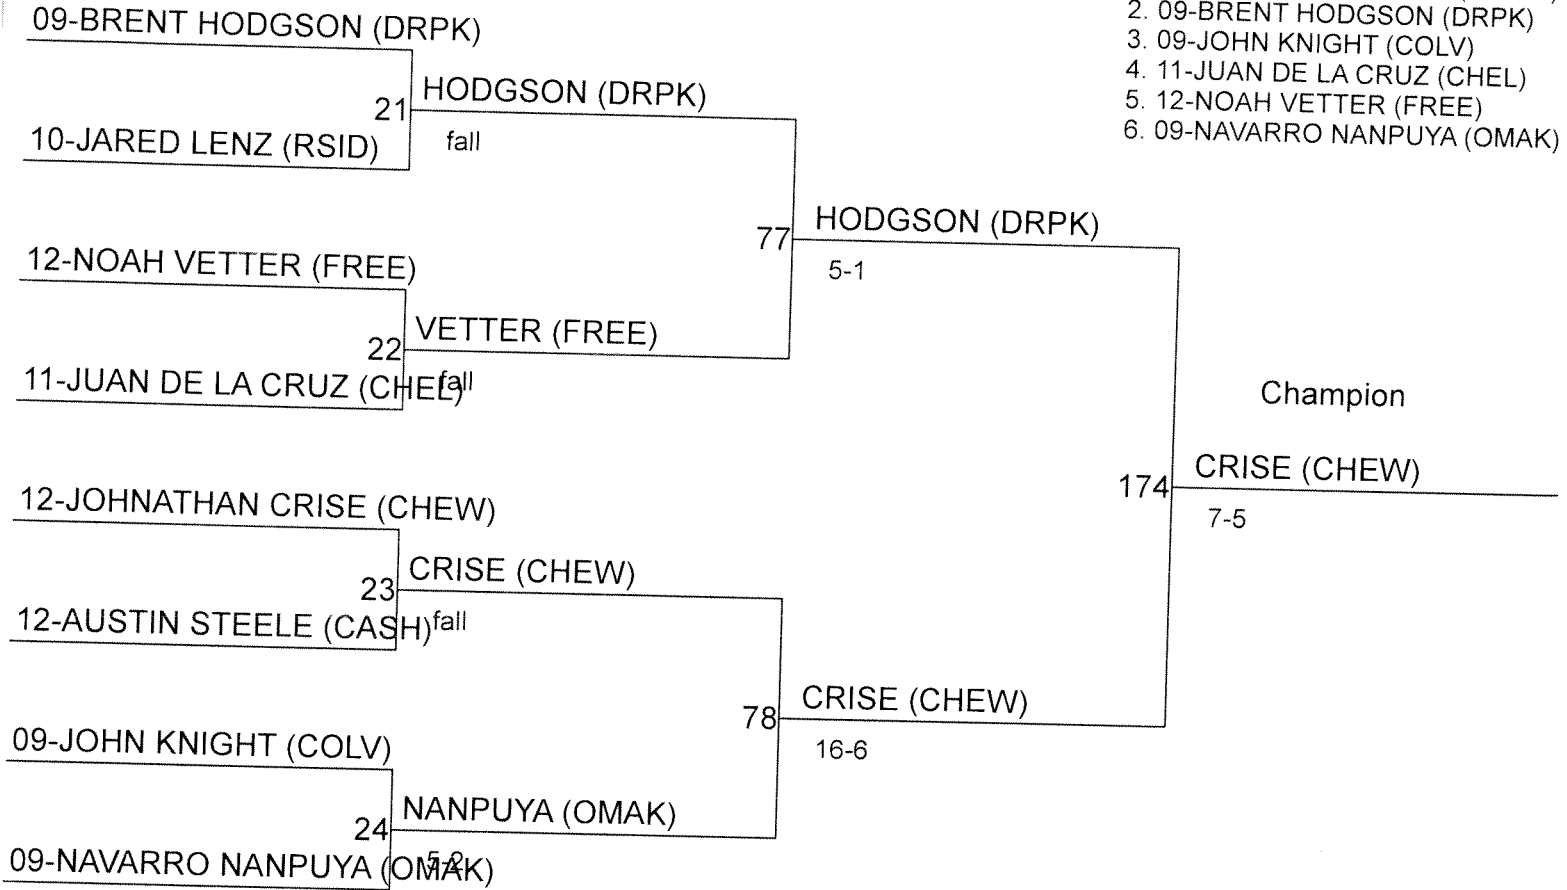 2. 09-BRENT HODGSON (DRPK)
3. 09-JOHN KNIGHT (COLV)
4. 11-JUAN DE LA CRUZ (CHEL)
5. 12-NOAH VETTER (FREE)
6. 09-NAVARRO NANPUYA (OMAK)
09-BRENT HODGSON (DRPK)
21
HODGSON (DRPK)
fall
10-JARED LENZ (RSID)
77
HODGSON (DRPK)
5-1
12-NOAH VETTER (FREE)
22
VETTER (FREE)
fall
11-JUAN DE LA CRUZ (CHEL)
Champion
174
CRISE (CHEW)
7-5
12-JOHNATHAN CRISE (CHEW)
23
CRISE (CHEW)
fall
12-AUSTIN STEELE (CASH)
78
CRISE (CHEW)
16-6
09-JOHN KNIGHT (COLV)
24
NANPUYA (OMAK)
5-2
09-NAVARRO NANPUYA (OMAK)